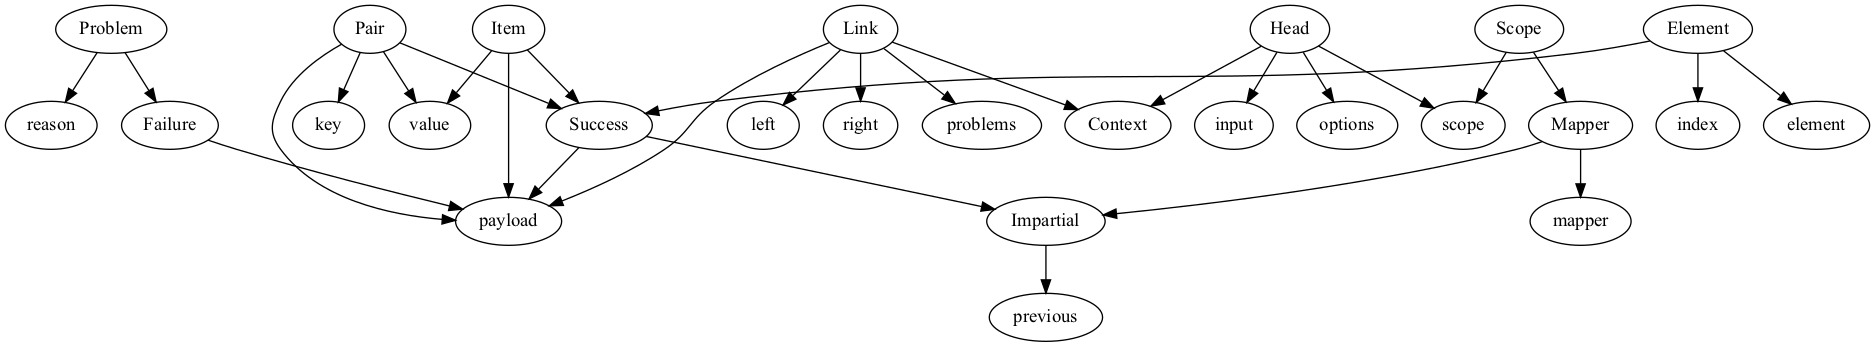 Problem
Pair
Item
Link
Head
Scope
Element
reason
Failure
key
value
Success
left
right
problems
Context
input
options
scope
Mapper
index
element
payload
Impartial
mapper
previous